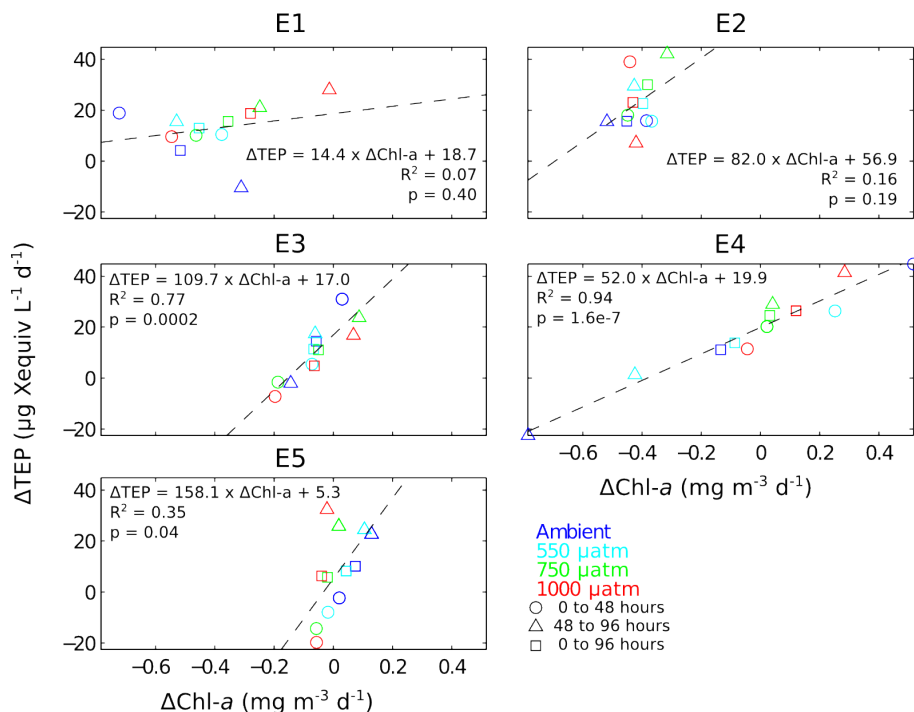 E1
40
20
0
−20
ΔTEP = 14.4 x ΔChl-a + 18.7
R² = 0.07
p = 0.40
E2
40
20
0
−20
ΔTEP = 82.0 x ΔChl-a + 56.9
R² = 0.16
p = 0.19
E3
40
20
0
−20
ΔTEP = 109.7 x ΔChl-a + 17.0
R² = 0.77
p = 0.0002
E4
40
20
0
−20
ΔTEP = 52.0 x ΔChl-a + 19.9
R² = 0.94
p = 1.6e-7
−0.6 −0.4 −0.2 0 0.2 0.4
ΔChl-a (mg m⁻³ d⁻¹)
ΔTEP (µg Xequiv L⁻¹ d⁻¹)
E5
40
20
0
−20
ΔTEP = 158.1 x ΔChl-a + 5.3
R² = 0.35
p = 0.04
−0.6 −0.4 −0.2 0 0.2 0.4
ΔChl-a (mg m⁻³ d⁻¹)
Ambient
550 µatm
750 µatm
1000 µatm
0 to 48 hours
48 to 96 hours
0 to 96 hours